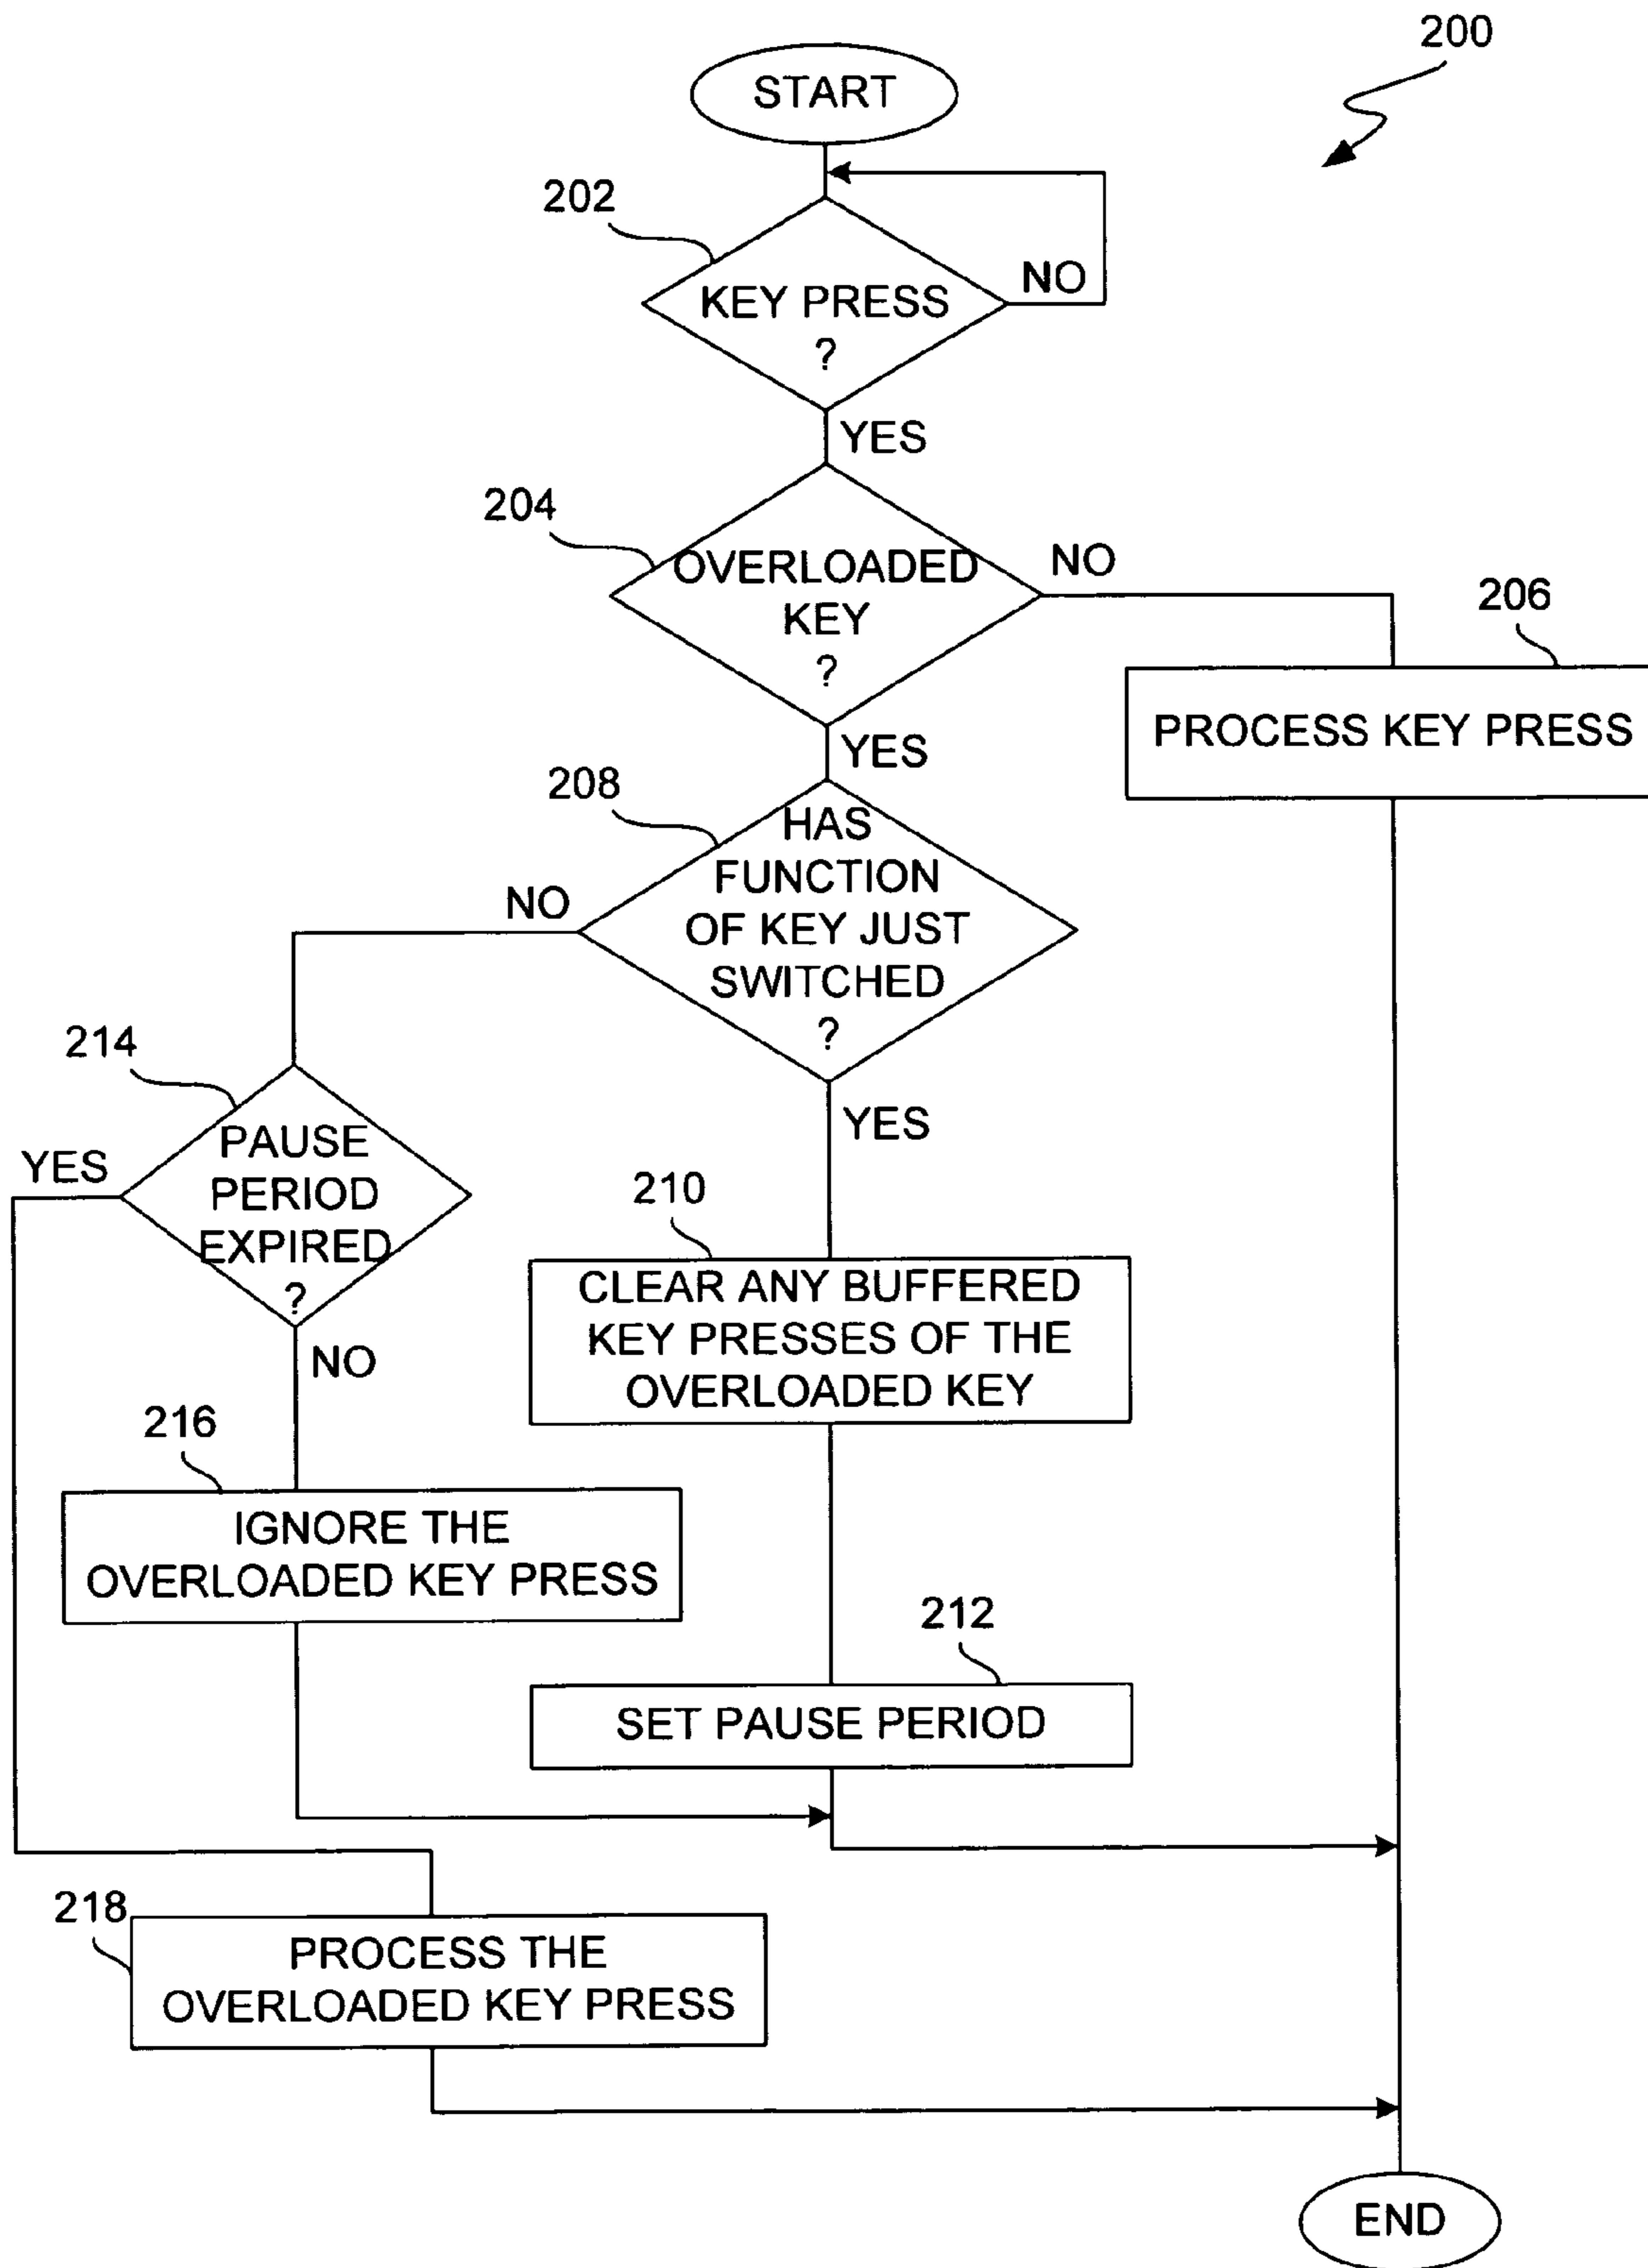 200
START
202
KEY PRESS
?
NO
YES
204
OVERLOADED
KEY
?
NO
206
PROCESS KEY PRESS
YES
208
HAS
FUNCTION
OF KEY JUST
SWITCHED
?
NO
YES
214
PAUSE
PERIOD
EXPIRED
?
YES
NO
210
CLEAR ANY BUFFERED
KEY PRESSES OF THE
OVERLOADED KEY
216
IGNORE THE
OVERLOADED KEY PRESS
212
SET PAUSE PERIOD
218
PROCESS THE
OVERLOADED KEY PRESS
END